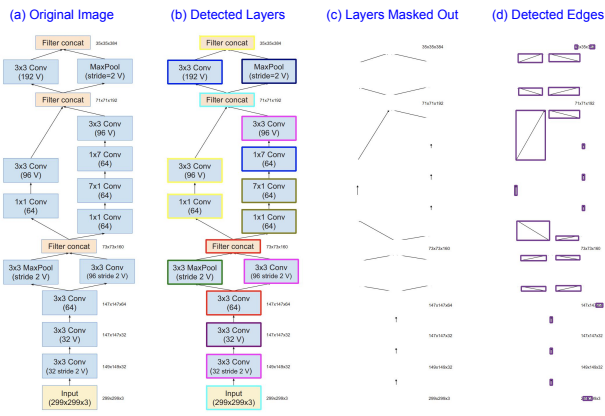 (a) Original Image
(b) Detected Layers
(c) Layers Masked Out
(d) Detected Edges
Filter concat
35x35x384
3x3 Conv
(192 V)
MaxPool
(stride=2 V)
Filter concat
71x71x192
3x3 Conv
(96 V)
1x7 Conv
(64)
3x3 Conv
(96 V)
7x1 Conv
(64)
1x1 Conv
(64)
1x1 Conv
(64)
Filter concat
73x73x160
3x3 MaxPool
(stride 2 V)
3x3 Conv
(96 stride 2 V)
3x3 Conv
(64)
147x147x64
3x3 Conv
(32 V)
147x147x32
3x3 Conv
(32 stride 2 V)
149x149x32
Input
(299x299x3)
299x299x3
Filter concat
35x35x384
3x3 Conv
(192 V)
MaxPool
(stride=2 V)
Filter concat
71x71x192
3x3 Conv
(96 V)
1x7 Conv
(64)
3x3 Conv
(96 V)
7x1 Conv
(64)
1x1 Conv
(64)
1x1 Conv
(64)
Filter concat
73x73x160
3x3 MaxPool
(stride 2 V)
3x3 Conv
(96 stride 2 V)
3x3 Conv
(64)
147x147x64
3x3 Conv
(32 V)
147x147x32
3x3 Conv
(32 stride 2 V)
149x149x32
Input
(299x299x3)
299x299x3
35x35x384
71x71x192
73x73x160
147x147x64
147x147x32
149x149x32
299x299x3
71x71x192
73x73x160
147x147x32
149x149x32